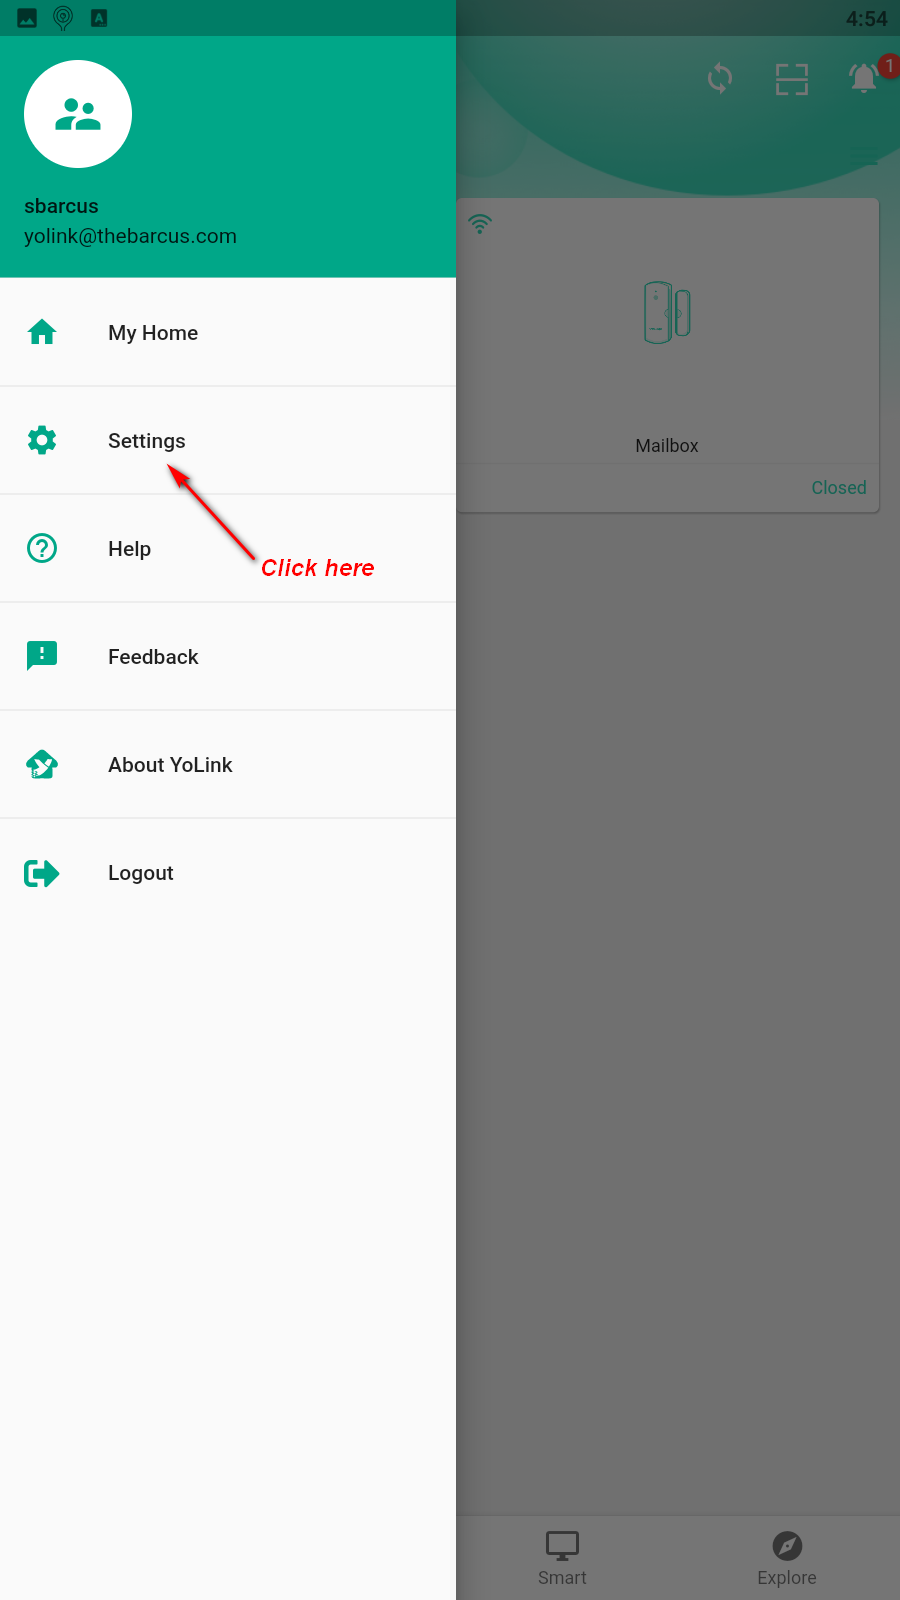 4:54
1
sbarcus
yolink@thebarcus.com
My Home
Settings
Click here
Help
Feedback
About YoLink
Logout
Mailbox
Closed
Smart
Explore